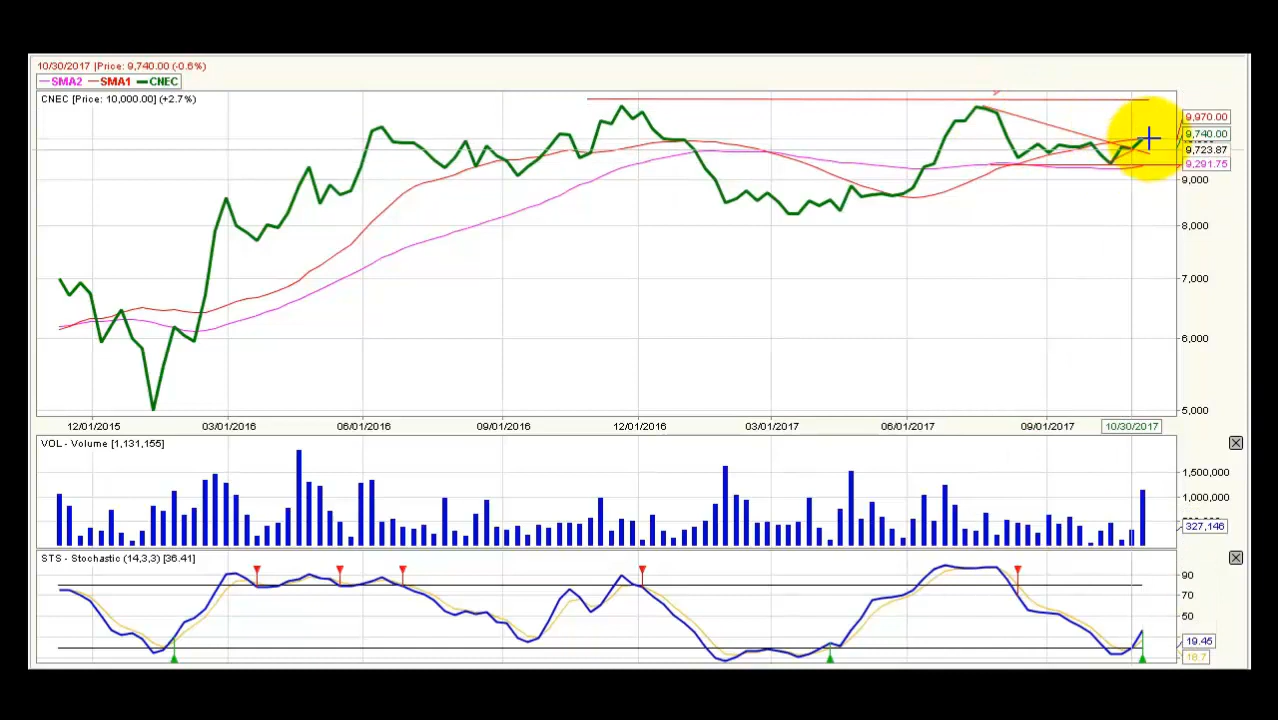 10/30/2017 |Price: 9,740.00 (-0.6%)
SMA2 SMA1 CNEC
CNEC [Price: 10,000.00] (+2.7%)
9,970.00
9,740.00
9,723.87
9,291.75
9,000
8,000
7,000
6,000
5,000
12/01/2015 03/01/2016 06/01/2016 09/01/2016 12/01/2016 03/01/2017 06/01/2017 09/01/2017 10/30/2017
VOL - Volume [1,131,155]
1,500,000
1,000,000
327,146
STS - Stochastic (14,3,3) [36.41]
90
70
50
19.45
18.7